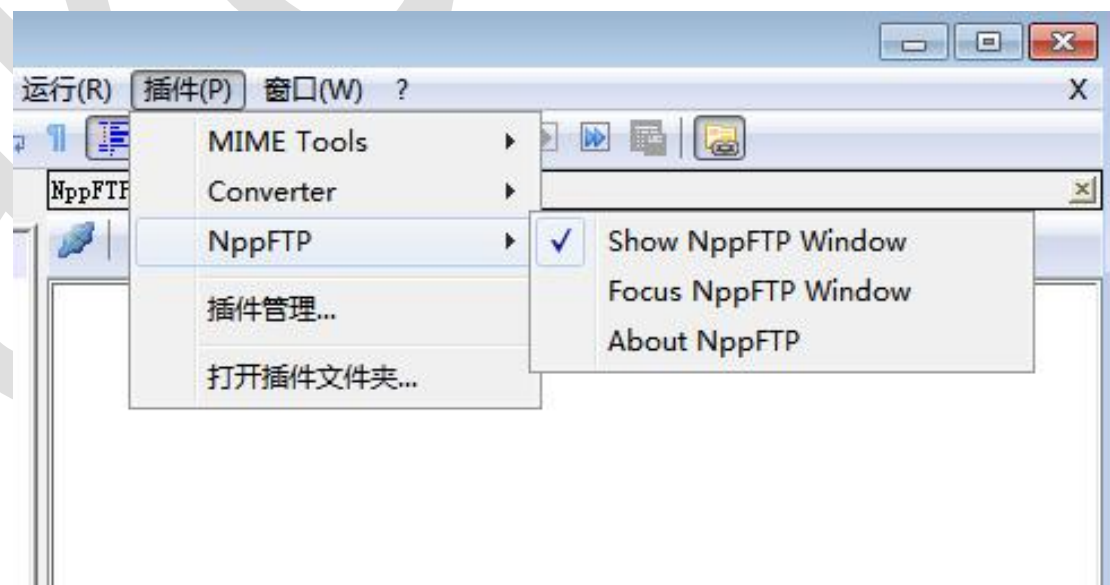 运行(R) 插件(P) 窗口(W) ? X
MIME Tools
NppFTP
Converter
NppFTP
Show NppFTP Window
Focus NppFTP Window
About NppFTP
插件管理...
打开插件文件夹...